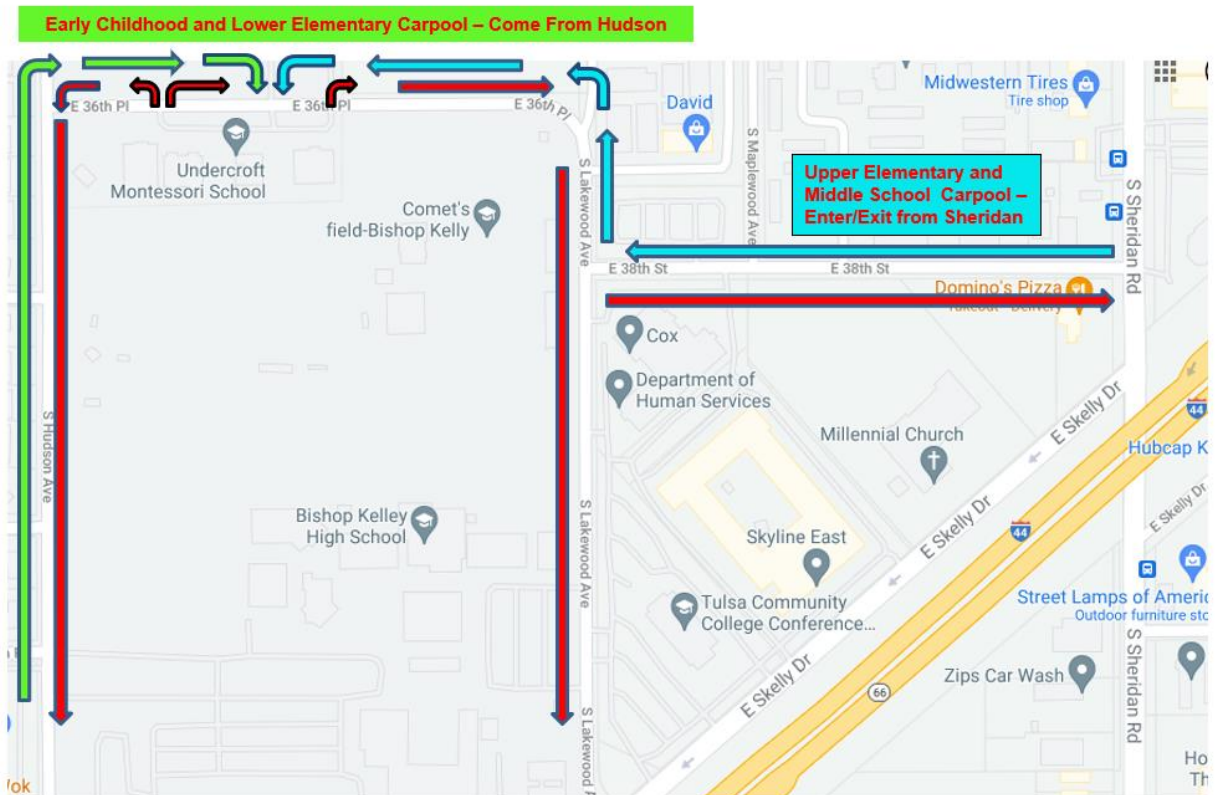 Early Childhood and Lower Elementary Carpool – Come From Hudson
E 36th Pl
E 36th Pl
E 36th Pl
Undercroft
Montessori School
Comet's
field-Bishop Kelly
S Lakewood Ave
David
S Maplewood Ave
Midwestern Tires
Tire shop
Upper Elementary and
Middle School Carpool –
Enter/Exit from Sheridan
S Sheridan Rd
E 38th St
E 38th St
Domino's Pizza
Takeout Delivery
Cox
Department of
Human Services
Millennial Church
E Skelly Dr
44
Hubcap K
S Hudson Ave
Bishop Kelley
High School
S Lakewood Ave
Skyline East
E Skelly Dr
44
E Skelly Dr
Tulsa Community
College Conference...
Street Lamps of Americ
Outdoor furniture sto
E Skelly Dr
66
Zips Car Wash
S Sheridan Rd
S Lakewood A
Ho
Th
ok